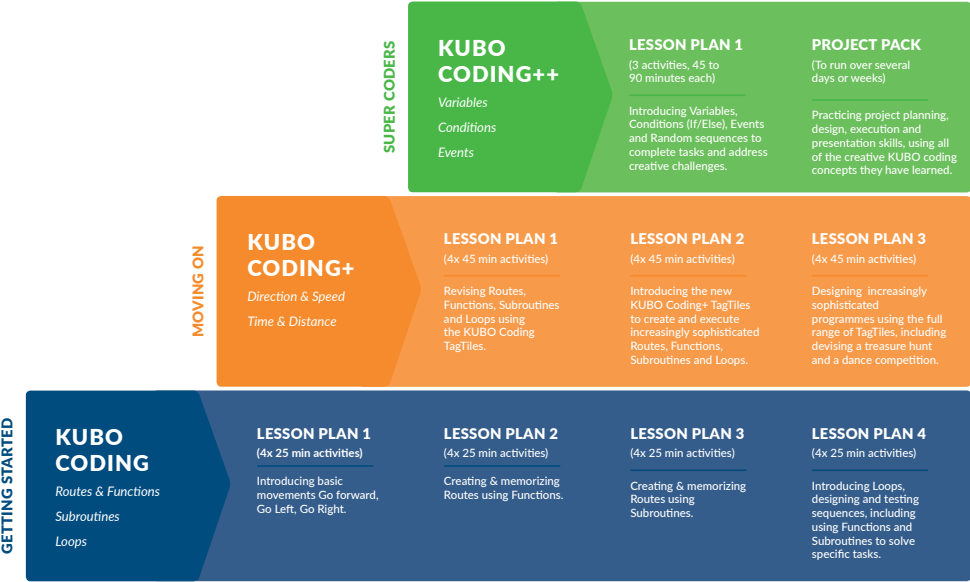 SUPER CODERS
KUBO
CODING++
Variables
Conditions
Events
LESSON PLAN 1
(3 activities, 45 to
90 minutes each)
Introducing Variables,
Conditions (If/Else), Events
and Random sequences to
complete tasks and address
creative challenges.
PROJECT PACK
(To run over several
days or weeks)
Practicing project planning,
design, execution and
presentation skills, using all
of the creative KUBO coding
concepts they have learned.
MOVING ON
KUBO
CODING+
Direction & Speed
Time & Distance
LESSON PLAN 1
(4x 45 min activities)
Revising Routes,
Functions, Subroutines
and Loops using
the KUBO Coding
TagTiles.
LESSON PLAN 2
(4x 45 min activities)
Introducing the new
KUBO Coding+ TagTiles
to create and execute
increasingly sophisticated
Routes, Functions,
Subroutines and Loops.
LESSON PLAN 3
(4x 45 min activities)
Designing increasingly
sophisticated
programmes using the full
range of TagTiles, including
devising a treasure hunt
and a dance competition.
GETTING STARTED
KUBO
CODING
Routes & Functions
Subroutines
Loops
LESSON PLAN 1
(4x 25 min activities)
Introducing basic
movements Go forward,
Go Left, Go Right.
LESSON PLAN 2
(4x 25 min activities)
Creating & memorizing
Routes using Functions.
LESSON PLAN 3
(4x 25 min activities)
Creating & memorizing
Routes using
Subroutines.
LESSON PLAN 4
(4x 25 min activities)
Introducing Loops,
designing and testing
sequences, including
using Functions and
Subroutines to solve
specific tasks.